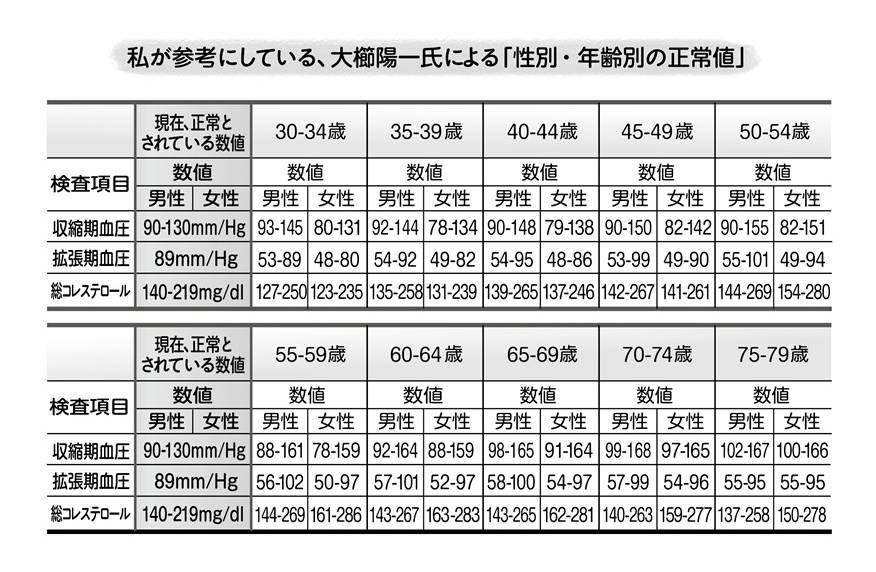 私が参考にしている、大櫛陽一氏による「性別・年齢別の正常値」
現在、正常と
されている数値 30-34歳 35-39歳 40-44歳 45-49歳 50-54歳
検査項目 数値 数値 数値 数値 数値 数値
男性 女性 男性 女性 男性 女性 男性 女性 男性 女性 男性 女性
収縮期血圧 90-130mm/Hg 93-145 80-131 92-144 78-134 90-148 79-138 90-150 82-142 90-155 82-151
拡張期血圧 89mm/Hg 53-89 48-80 54-92 49-82 54-95 48-86 53-99 49-90 55-101 49-94
総コレステロール 140-219mg/dl 127-250 123-235 135-258 131-239 139-265 137-246 142-267 141-261 144-269 154-280
現在、正常と
されている数値 55-59歳 60-64歳 65-69歳 70-74歳 75-79歳
検査項目 数値 数値 数値 数値 数値 数値
男性 女性 男性 女性 男性 女性 男性 女性 男性 女性 男性 女性
収縮期血圧 90-130mm/Hg 88-161 78-159 92-164 88-159 98-165 91-164 99-168 97-165 102-167 100-166
拡張期血圧 89mm/Hg 56-102 50-97 57-101 52-97 58-100 54-97 57-99 54-96 55-95 55-95
総コレステロール 140-219mg/dl 144-269 161-286 143-267 163-283 143-265 162-281 140-263 159-277 137-258 150-278